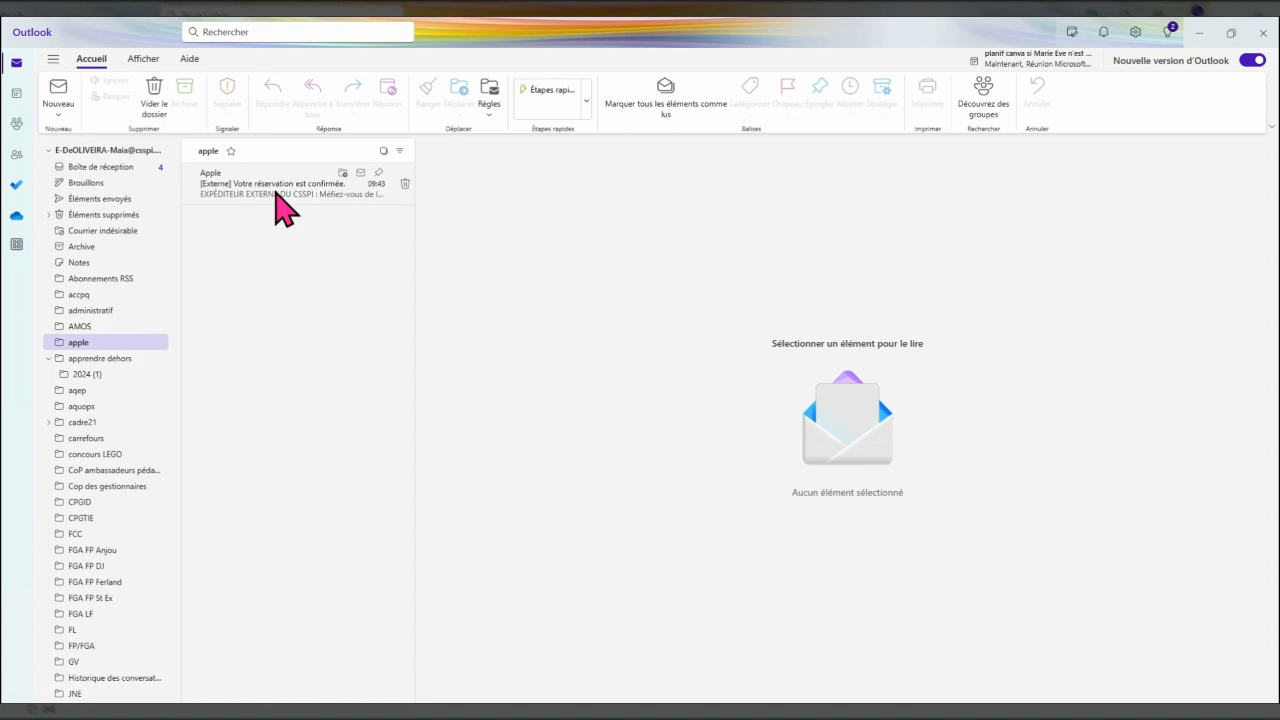 Outlook
Rechercher
2
Accueil
Afficher
Aide
planif canva si Marie Eve n'est ...
Maintenant, Réunion Microsoft...
Nouvelle version d'Outlook
Nouveau
Ignorer
Bloquer
Vider le dossier
Archiver
Signaler
Répondre
Répondre à tous
Transférer
Réunion
Ranger
Déplacer
Règles
Étapes rapi...
Marquer tous les éléments comme lus
Catégoriser
Drapeau
Épingler
Répéter
Stratégie
Imprimer
Découvrez des groupes
Annuler
Nouveau
Supprimer
Signaler
Réponse
Déplacer
Étapes rapides
Balises
Imprimer
Rechercher
Annuler
E-DeOLIVEIRA-Maia@csspi....
Boîte de réception 4
Brouillons
Éléments envoyés
Éléments supprimés
Courrier indésirable
Archive
Notes
Abonnements RSS
accpq
administratif
AMOS
apple
apprendre dehors
2024 (1)
aqep
aquops
cadre21
carrefours
concours LEGO
CoP ambassadeurs péda...
Cop des gestionnaires
CPGID
CPGTIE
FCC
FGA FP Anjou
FGA FP DJ
FGA FP Ferland
FGA FP St Ex
FGA LF
FL
FP/FGA
GV
Historique des conversat...
JNE
apple
Apple
[Externe] Votre réservation est confirmée. 09:43
EXPÉDITEUR EXTERNE DU CSSPI : Méfiez-vous de l...
Sélectionner un élément pour le lire
Aucun élément sélectionné